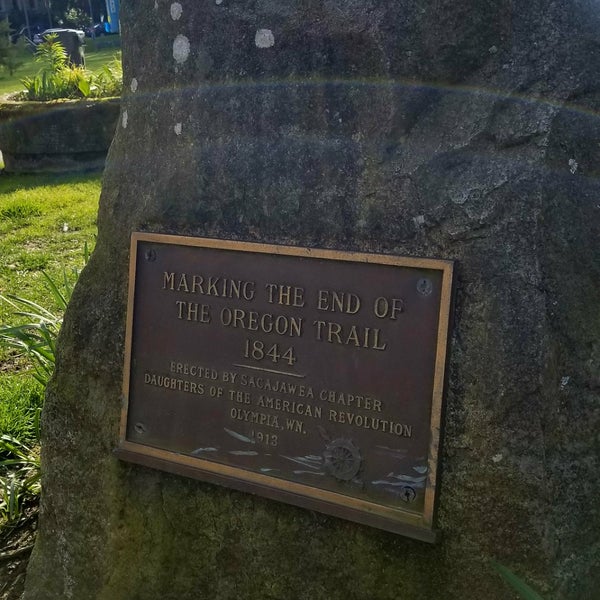 MARKING THE END OF
THE OREGON TRAIL
1844
ERECTED BY SACAJAWEA CHAPTER
DAUGHTERS OF THE AMERICAN REVOLUTION
OLYMPIA, WN.
1913